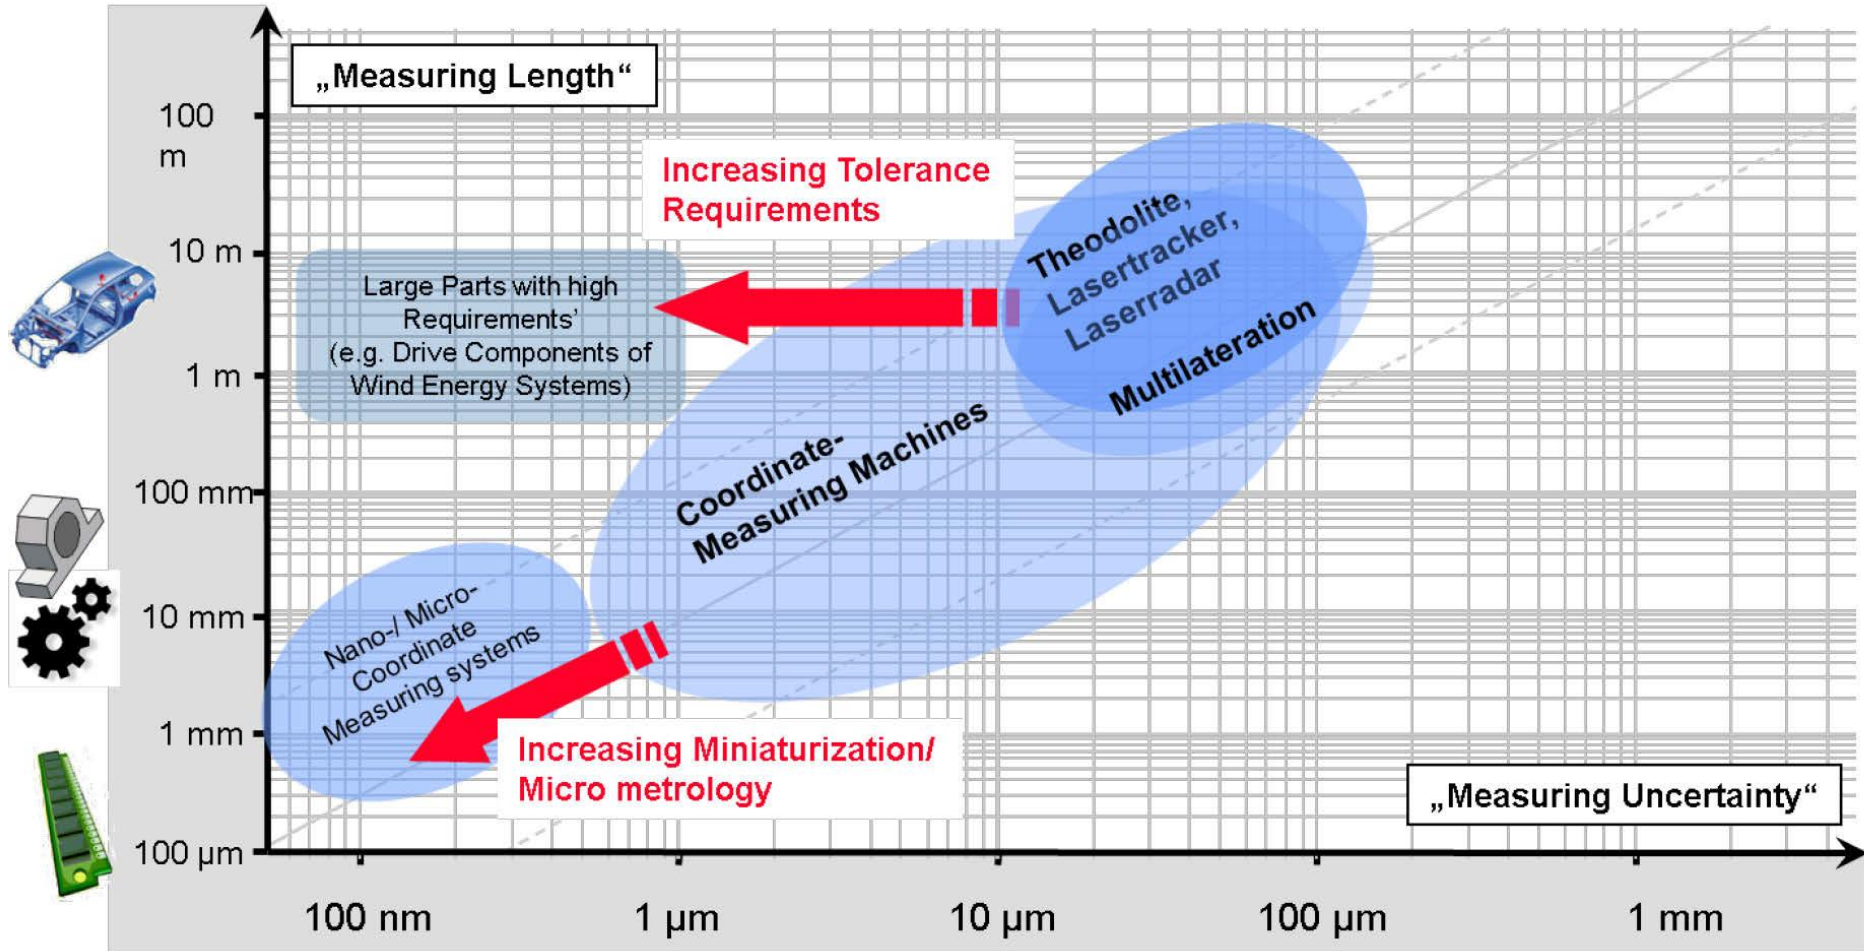 „Measuring Length“
100
m
10 m
1 m
100 mm
10 mm
1 mm
100 µm
Increasing Tolerance
Requirements
Large Parts with high
Requirements’
(e.g. Drive Components of
Wind Energy Systems)
Theodolite,
Lasertracker,
Laserradar
Multilateration
Coordinate-
Measuring Machines
Nano-/ Micro-
Coordinate
Measuring systems
Increasing Miniaturization/
Micro metrology
„Measuring Uncertainty“
100 nm
1 µm
10 µm
100 µm
1 mm